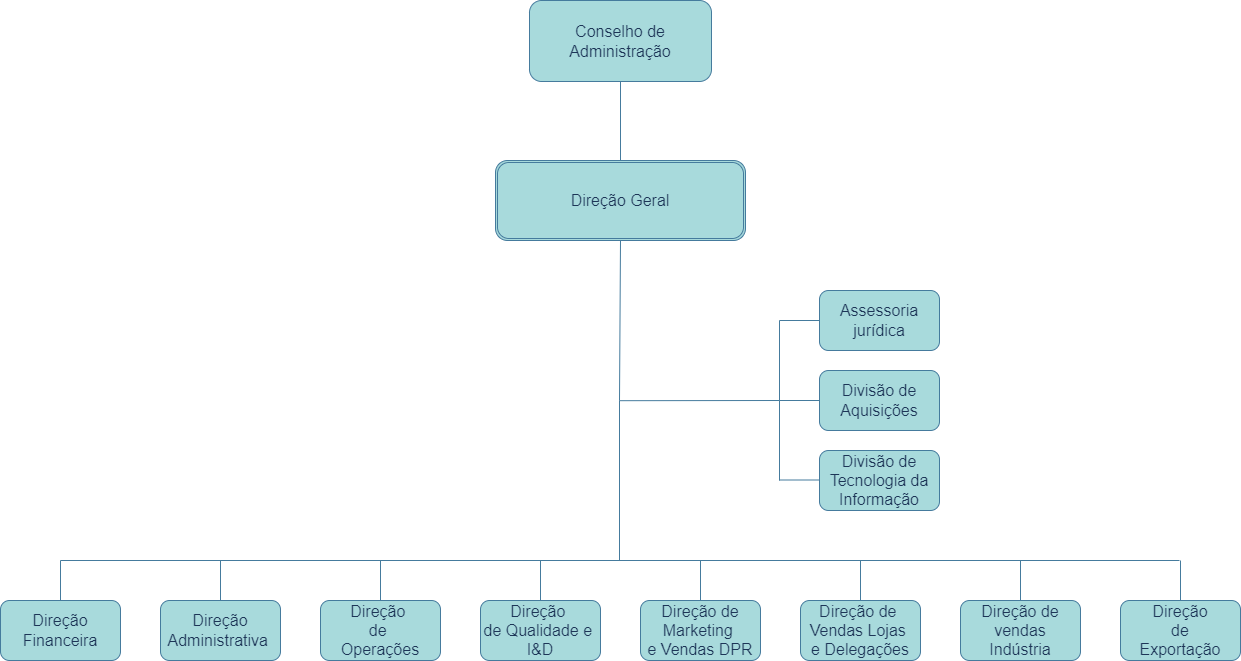 Conselho de
Administração
Direção Geral
Assessoria
jurídica
Divisão de
Aquisições
Divisão de
Tecnologia da
Informação
Direção
Financeira
Direção
Administrativa
Direção
de
Operações
Direção
de Qualidade e
I&D
Direção de
Marketing
e Vendas DPR
Direção de
Vendas Lojas
e Delegações
Direção de
vendas
Indústria
Direção
de
Exportação